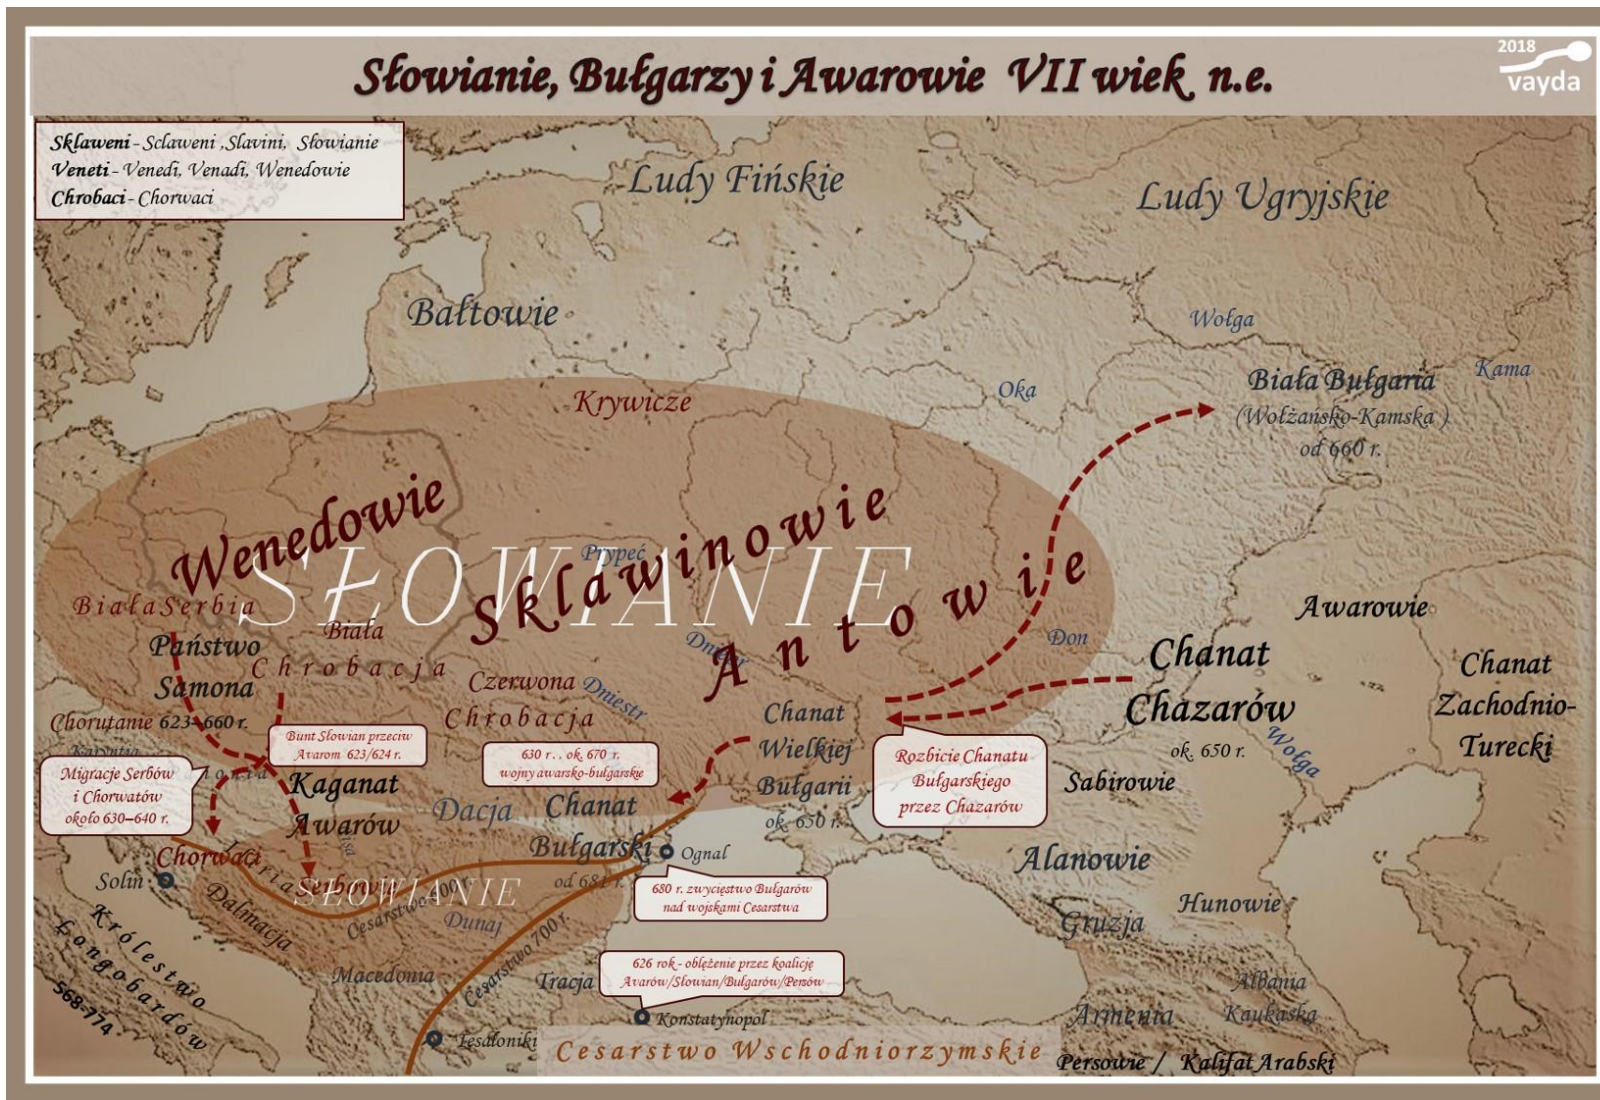 Słowianie, Bułgarzy i Awarowie VII wiek n.e.
2018
vayda
Sklaweni - Sclaweni ,Slavini, Słowianie
Veneti - Venedi, Venadi, Wenedowie
Chrobaci - Chorwaci
Ludy Fińskie
Ludy Ugryjskie
Bałtowie
Wołga
Kama
Oka
Biała Bułgaria
(Wołżańsko-Kamska )
od 660 r.
Krywicze
Wenedowie
Sklawinowie
Antowie
SŁOWIANIE
Prypeć
Biała Serbia
Państwo
Samona
623-660 r.
Biała
Chrobacja
Czerwona
Chrobacja
Dniestr
Don
Awarowie
Chanat
Chazarów
ok. 650 r.
Chanat
Zachodnio-
Turecki
Wołga
Chorutanie
Karyntia
Bunt Słowian przeciw
Awarom 623/624 r.
630 r. . ok. 670 r.
wojny awarsko-bułgarskie
Chanat
Wielkiej
Bułgarii
ok. 650 r.
Rozbicie Chanatu
Bułgarskiego
przez Chazarów
Sabirowie
Migracje Serbów
i Chorwatów
około 630-640 r.
Kaganat
Awarów
Dacja
Chanat
Bułgarski
od 681 r.
Ognal
Alanowie
Chorwaci
Solin
Serbowie
SŁOWIANIE
Dalmacja
Cesarstwo 700 r.
Dunaj
680 r. zwycięstwo Bułgarów
nad wojskami Cesarstwa
Hunowie
Gruzja
Królestwo
Longobardów
568-774
Macedonia
Cesarstwo 700 r.
Tracja
626 rok - oblężenie przez koalicję
Awarów/Słowian/Bułgarów/Persów
Albania
Kaukaska
Armenia
Konstatynopol
Tesaloniki
Cesarstwo Wschodniorzymskie
Persowie / Kalifat Arabski